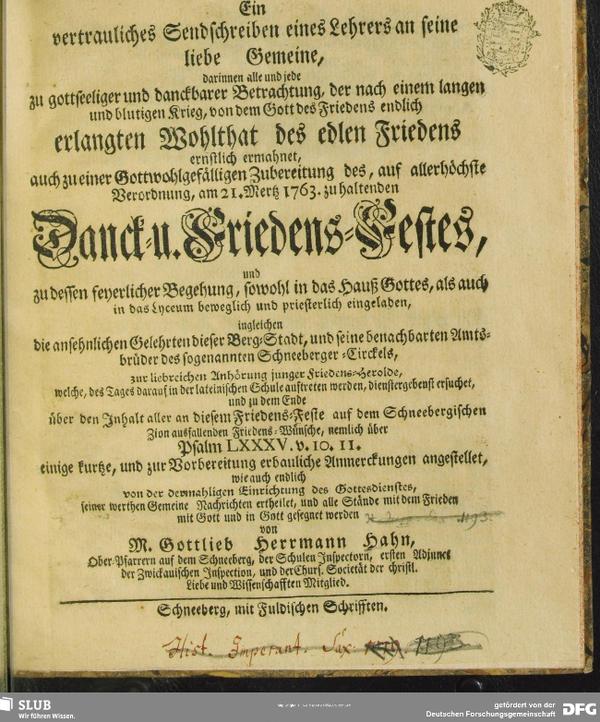 Ein
vertrauliches Sendschreiben eines Lehrers an seine
liebe Gemeine,
darinnen alle und jede
zu gottseeliger und danckbarer Betrachtung, der nach einem langen
und blutigen Krieg, von dem Gott des Friedens endlich
erlangten Wohlthat des edlen Friedens
ernstlich ermahnet,
auch zu einer Gottwohlgefälligen Zubereitung des, auf allerhöchste
Verordnung, am 21. Mertz 1763. zu haltenden
Danck- u. Friedens-Festes,
und
zu dessen feyerlicher Begehung, sowohl in das Hauß Gottes, als auch
in das Lyceum beweglich und priesterlich eingeladen,
ingleichen
die ansehnlichen Gelehrten dieser Berg-Stadt, und seine benachbarten Amts-
brüder des sogenannten Schneeberger-Circkels,
zur liebreichen Anhörung junger Friedens-Herolde,
welche, des Tages darauf in der lateinischen Schule auftreten werden, dienstergebenst ersuchet,
und zu dem Ende
über den Inhalt aller an diesem Friedens-Feste auf dem Schneebergischen
Zion ausfallenden Friedens-Wünsche, nemlich über
Psalm LXXXV. v. 10. 11.
einige kurtze, und zur Vorbereitung erbauliche Anmerckungen angestellet,
wie auch endlich
von der dermahligen Einrichtung des Gottesdienstes,
seiner werthen Gemeine Nachrichten ertheilet, und alle Stände mit dem Frieden
mit Gott und in Gott gesegnet werden 1193.
von
M. Gottlieb Herrmann Hahn,
Ober-Pfarrern auf dem Schneeberg, der Schulen Inspectorn, ersten Adjunct
der Zwickauischen Inspection, und der Churf. Societät der christl.
Liebe und Wissenschafften Mitglied.
Schneeberg, mit Fuldischen Schrifften.
Hist. Imperant. Sax. 1193.
SLUB
Wir führen Wissen.
gefördert von der
Deutschen Forschungsgemeinschaft
DFG